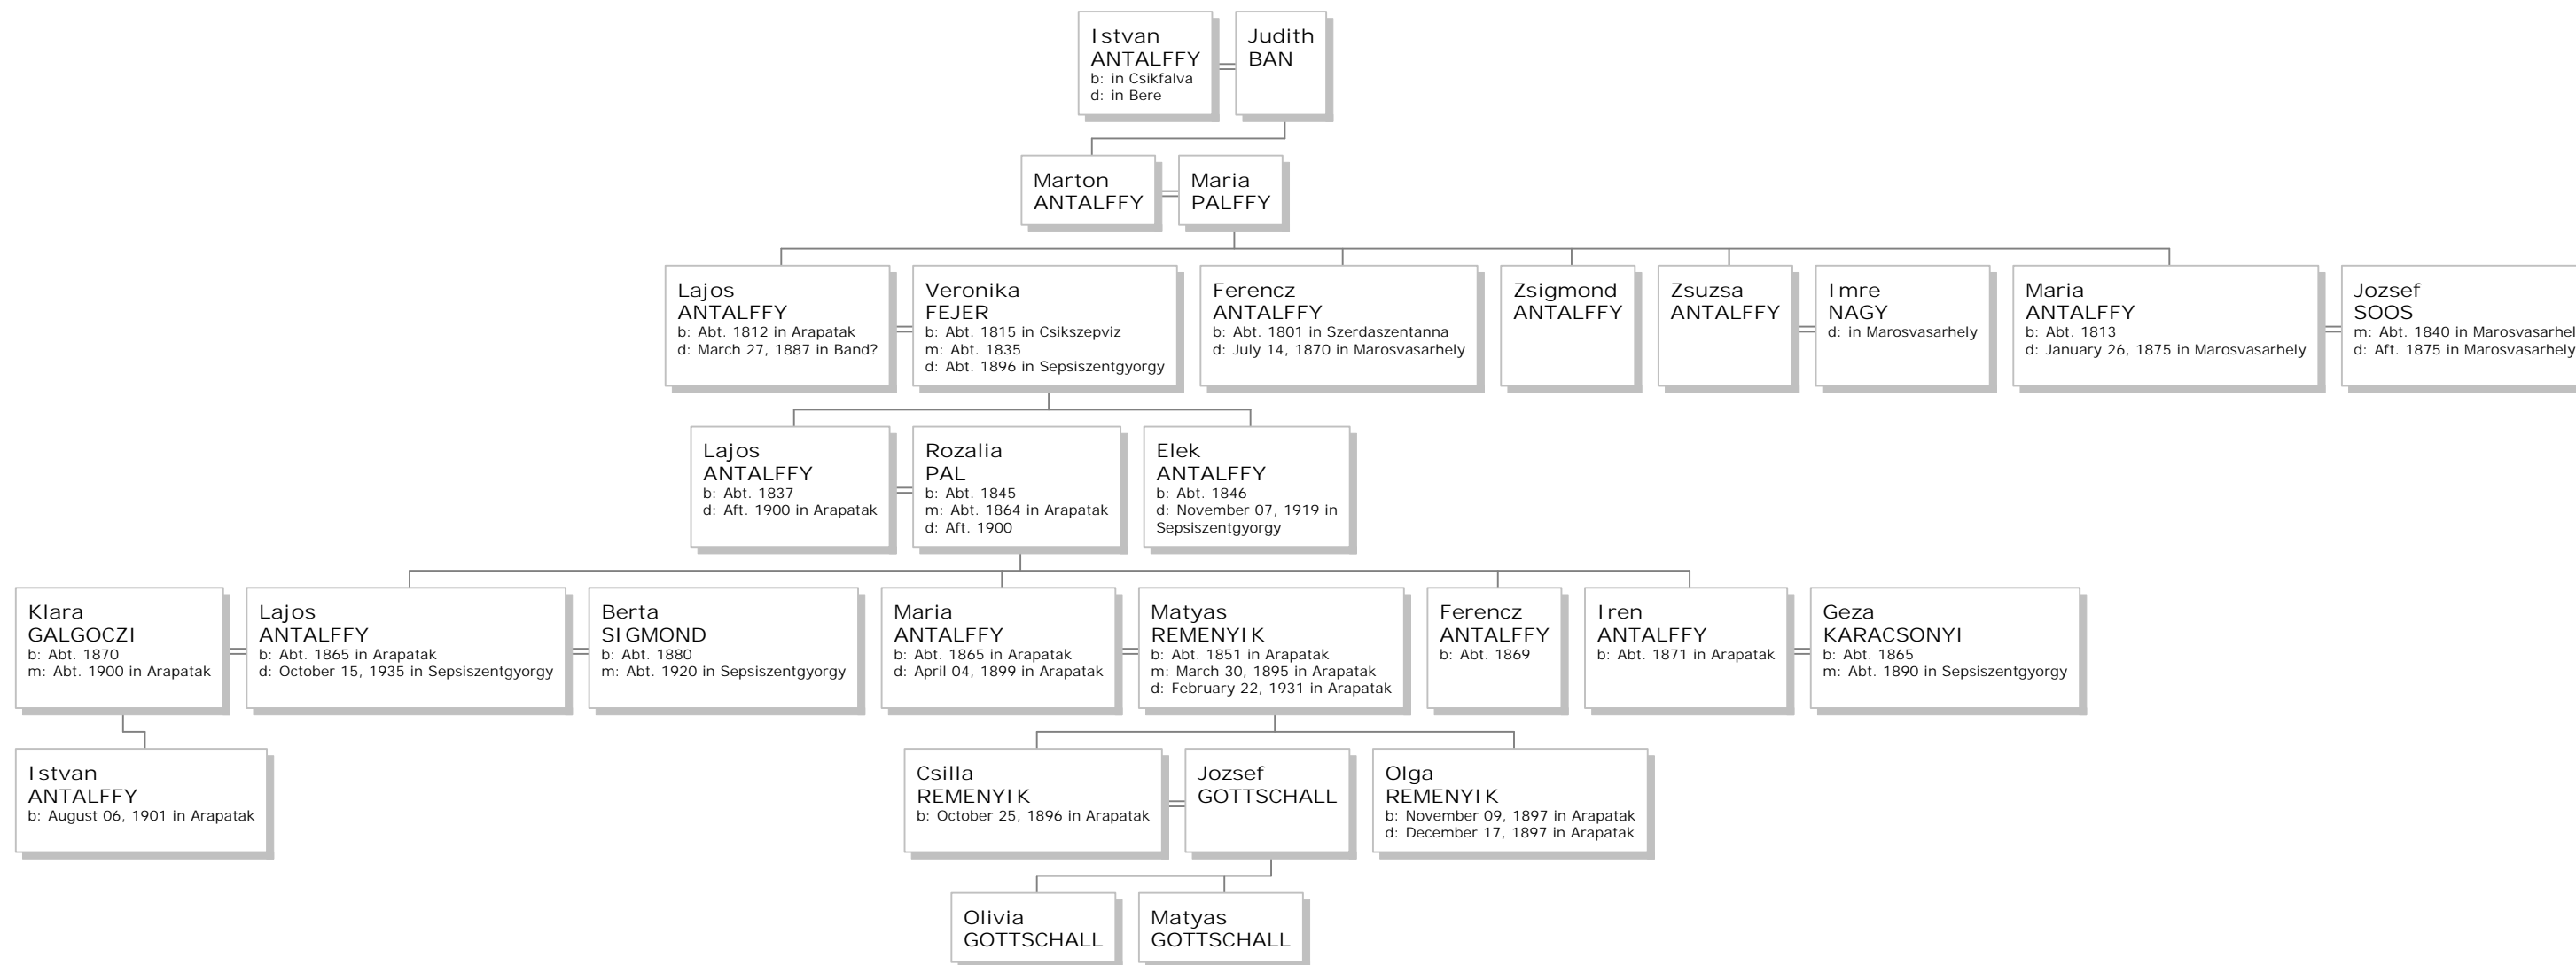 Istvan
ANTALFFY
b: in Csikfalva
d: in Bere
Judith
BAN
Marton
ANTALFFY
Maria
PALFFY
Lajos
ANTALFFY
b: Abt. 1812 in Arapatak
d: March 27, 1887 in Band?
Veronika
FEJER
b: Abt. 1815 in Csikszepviz
m: Abt. 1835
d: Abt. 1896 in Sepsiszentgyorgy
Ferencz
ANTALFFY
b: Abt. 1801 in Szerdaszentanna
d: July 14, 1870 in Marosvasarhely
Zsigmond
ANTALFFY
Zsuzsa
ANTALFFY
Imre
NAGY
d: in Marosvasarhely
Maria
ANTALFFY
b: Abt. 1813
d: January 26, 1875 in Marosvasarhely
Jozsef
SOOS
m: Abt. 1840 in Marosvasarhel
d: Aft. 1875 in Marosvasarhely
Lajos
ANTALFFY
b: Abt. 1837
d: Aft. 1900 in Arapatak
Rozalia
PAL
b: Abt. 1845
m: Abt. 1864 in Arapatak
d: Aft. 1900
Elek
ANTALFFY
b: Abt. 1846
d: November 07, 1919 in
Sepsiszentgyorgy
Klara
GALGOCZI
b: Abt. 1870
m: Abt. 1900 in Arapatak
Lajos
ANTALFFY
b: Abt. 1865 in Arapatak
d: October 15, 1935 in Sepsiszentgyorgy
Berta
SIGMOND
b: Abt. 1880
m: Abt. 1920 in Sepsiszentgyorgy
Maria
ANTALFFY
b: Abt. 1865 in Arapatak
d: April 04, 1899 in Arapatak
Matyas
REMENYIK
b: Abt. 1851 in Arapatak
m: March 30, 1895 in Arapatak
d: February 22, 1931 in Arapatak
Ferencz
ANTALFFY
b: Abt. 1869
Iren
ANTALFFY
b: Abt. 1871 in Arapatak
Geza
KARACSONYI
b: Abt. 1865
m: Abt. 1890 in Sepsiszentgyorgy
Istvan
ANTALFFY
b: August 06, 1901 in Arapatak
Csilla
REMENYIK
b: October 25, 1896 in Arapatak
Jozsef
GOTTSCHALL
Olga
REMENYIK
b: November 09, 1897 in Arapatak
d: December 17, 1897 in Arapatak
Olivia
GOTTSCHALL
Matyas
GOTTSCHALL